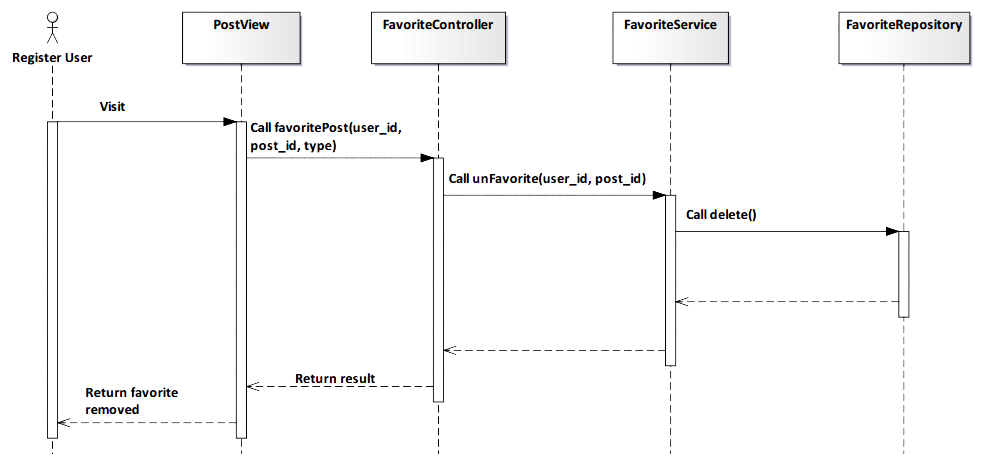 PostView
FavoriteController
FavoriteService
FavoriteRepository
Register User
Visit
Call favoritePost(user_id,
post_id, type)
Call unFavorite(user_id, post_id)
Call delete()
Return result
Return favorite
removed